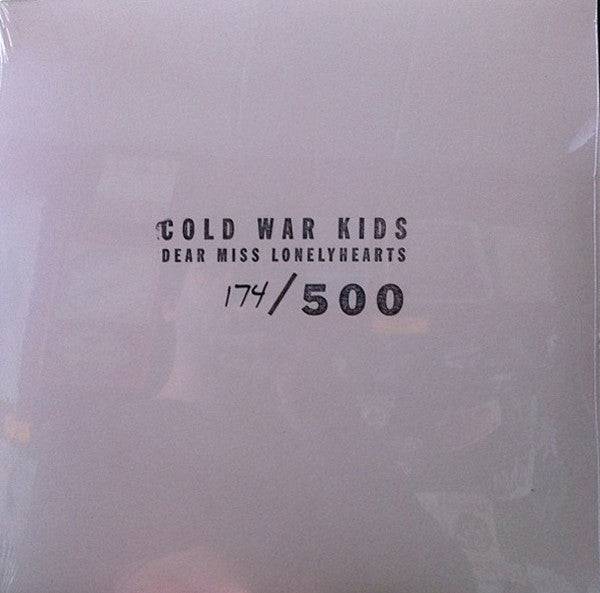 COLD WAR KIDS
DEAR MISS LONELYHEARTS
174/500